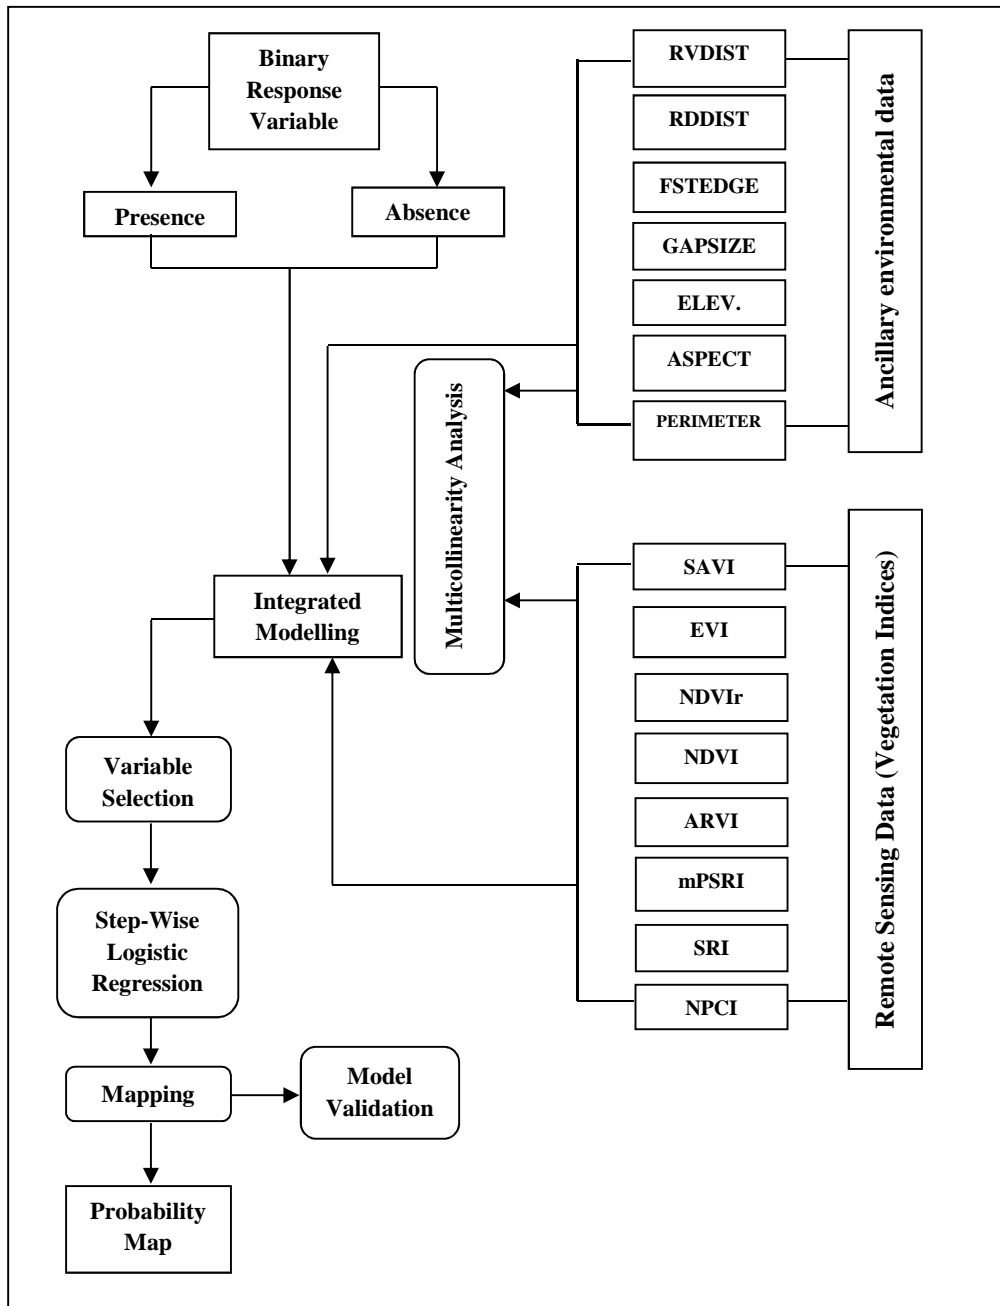 Binary
Response
Variable
Presence
Absence
RVDIST
RDDIST
FSTEDGE
GAPSIZE
ELEV.
ASPECT
PERIMETER
Ancillary environmental data
Multicollinearity Analysis
Integrated
Modelling
SAVI
EVI
NDVIr
NDVI
ARVI
mPSRI
SRI
NPCI
Remote Sensing Data (Vegetation Indices)
Variable
Selection
Step-Wise
Logistic
Regression
Mapping
Model
Validation
Probability
Map